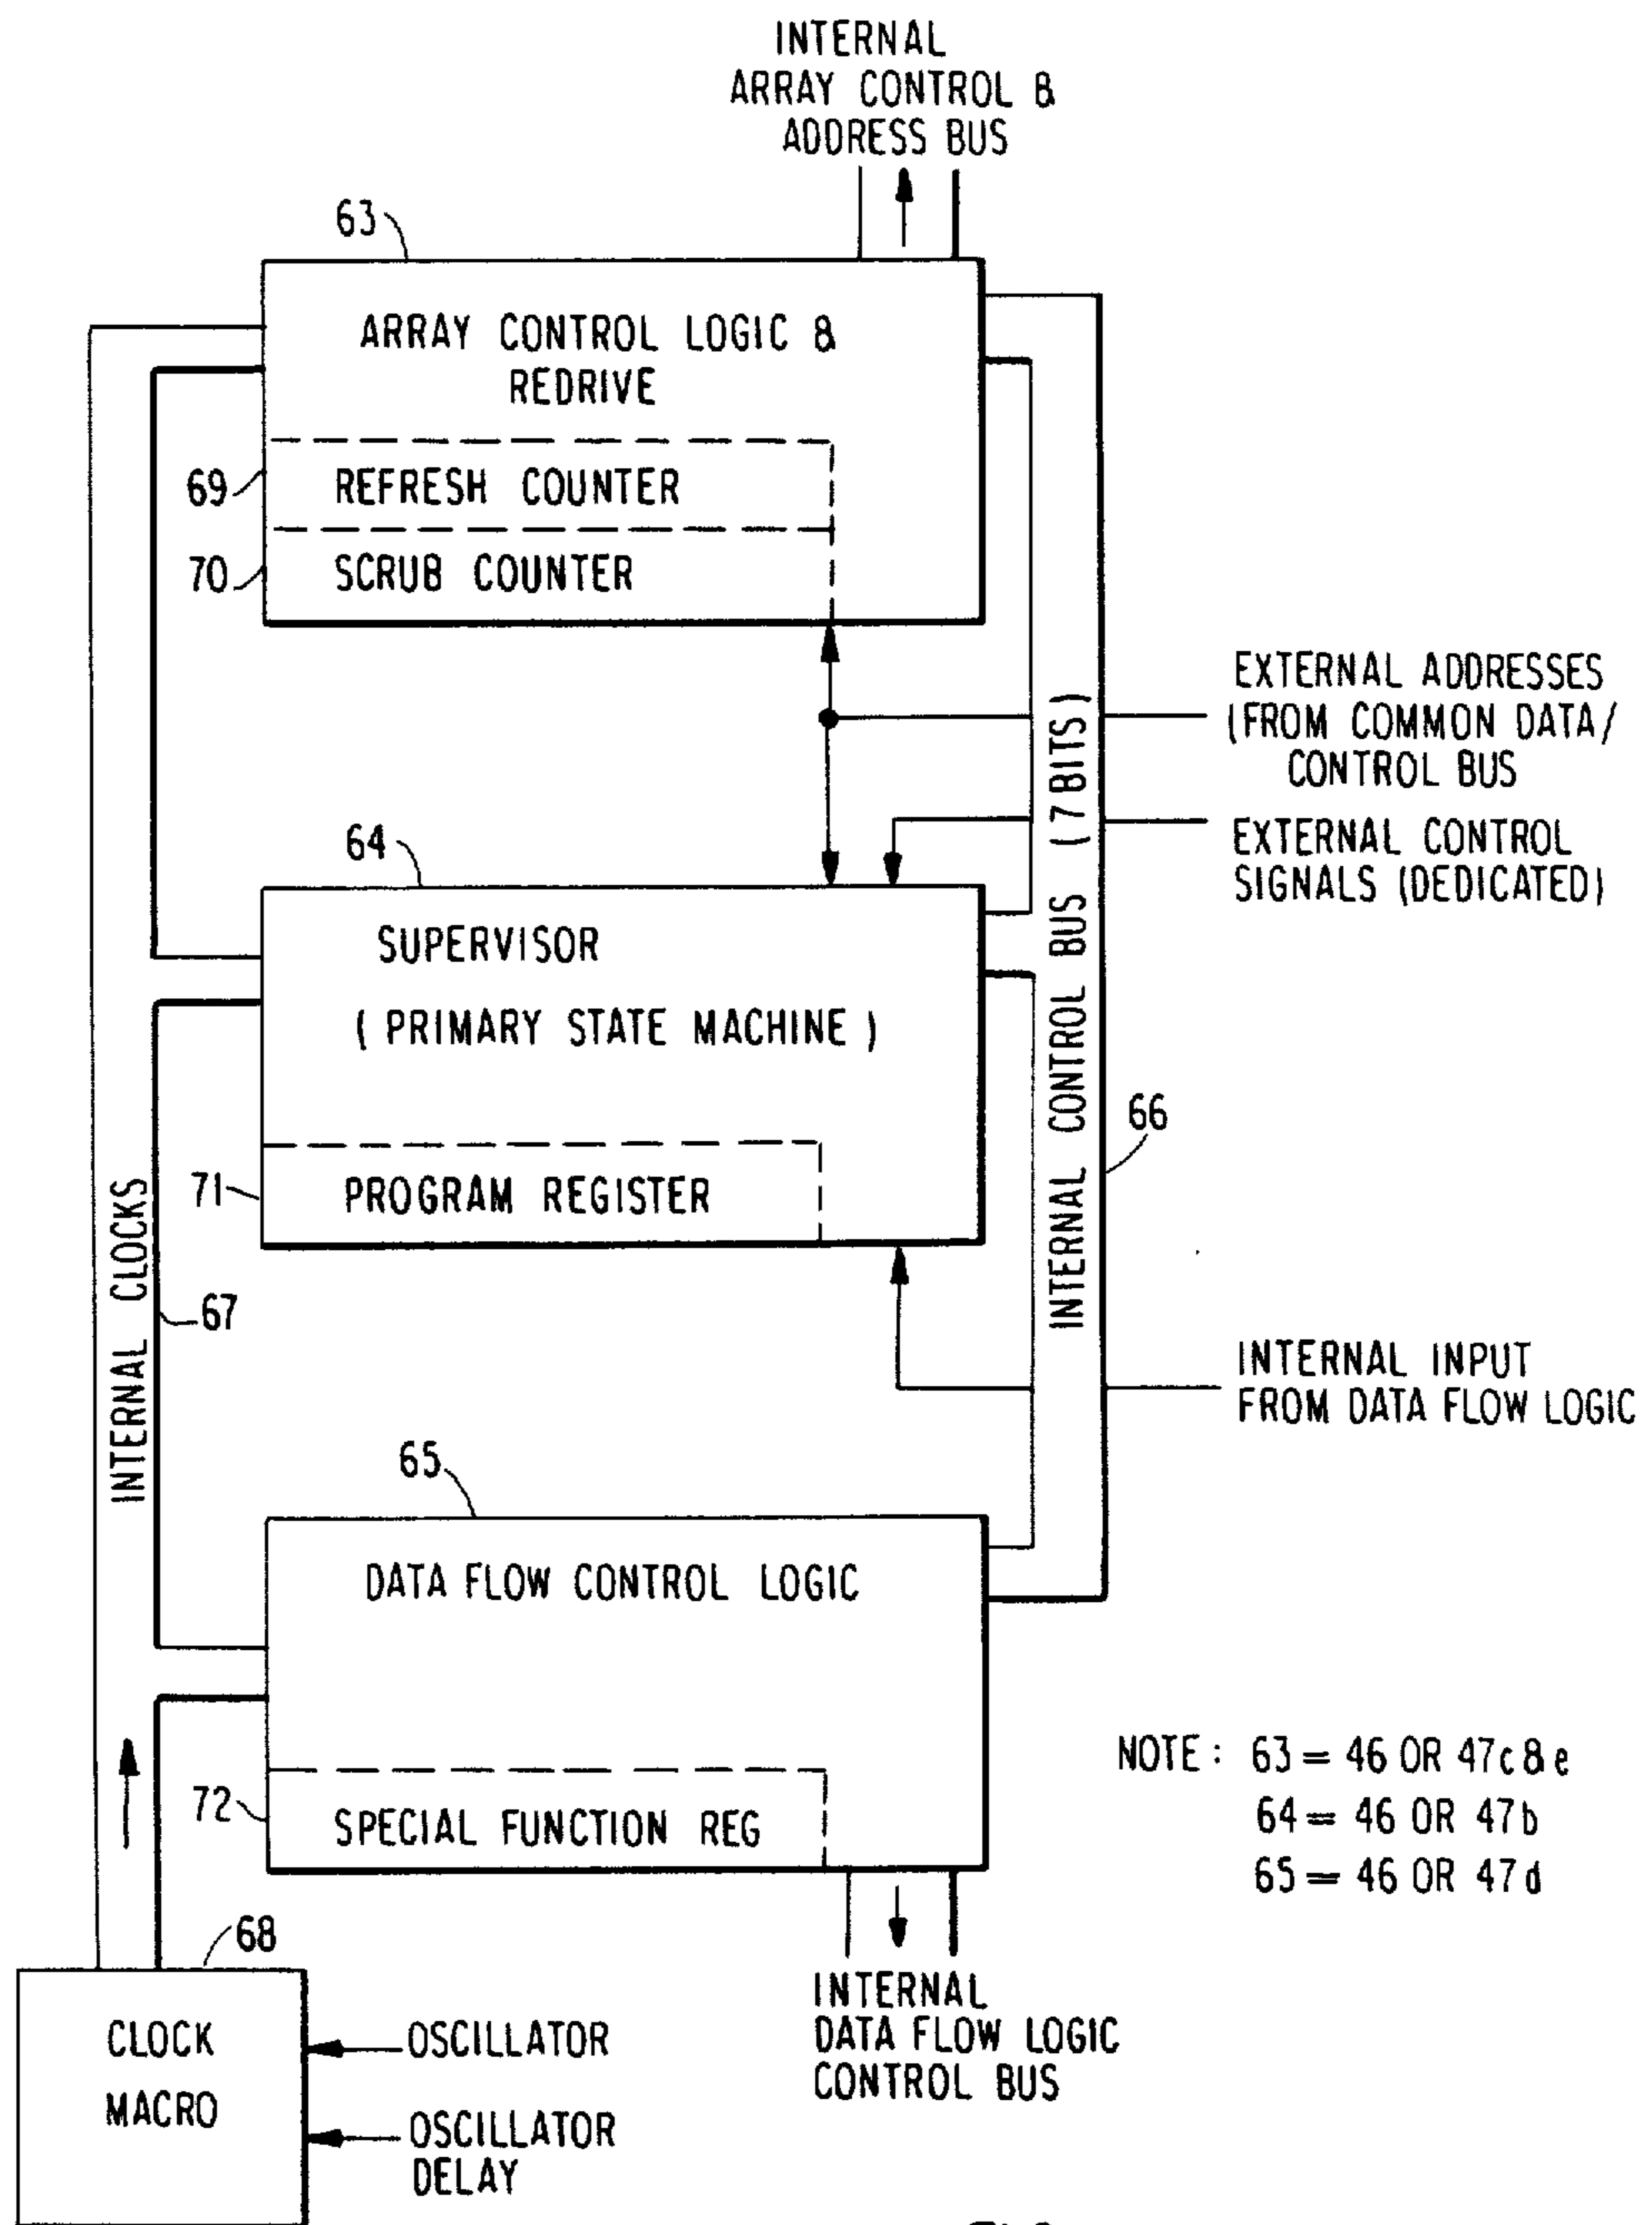 INTERNAL
ARRAY CONTROL &
ADDRESS BUS
63
ARRAY CONTROL LOGIC &
REDRIVE
69
REFRESH COUNTER
70
SCRUB COUNTER
EXTERNAL ADDRESSES
(FROM COMMON DATA/
CONTROL BUS
EXTERNAL CONTROL
SIGNALS (DEDICATED)
64
SUPERVISOR
( PRIMARY STATE MACHINE )
71
PROGRAM REGISTER
INTERNAL CONTROL BUS (7 BITS)
66
INTERNAL CLOCKS
67
INTERNAL INPUT
FROM DATA FLOW LOGIC
65
DATA FLOW CONTROL LOGIC
72
SPECIAL FUNCTION REG
NOTE : 63 = 46 OR 47c & e
64 = 46 OR 47b
65 = 46 OR 47d
68
CLOCK
MACRO
OSCILLATOR
OSCILLATOR
DELAY
INTERNAL
DATA FLOW LOGIC
CONTROL BUS